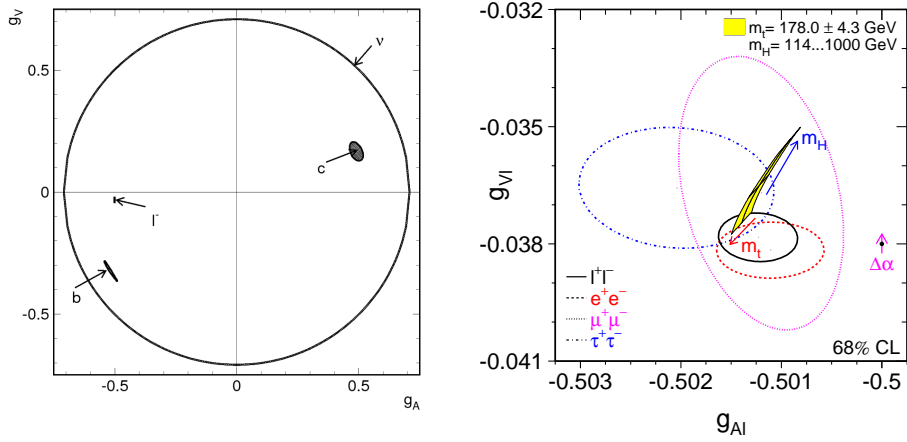 g_V
0.5
0
-0.5
-0.5
0
0.5
g_A
ν
c
l⁻
b
-0.032
-0.035
-0.038
-0.041
g_Vl
m_t= 178.0 ± 4.3 GeV
m_H= 114...1000 GeV
m_H
m_t
Δα
l⁺l⁻
e⁺e⁻
μ⁺μ⁻
τ⁺τ⁻
68% CL
-0.503
-0.502
-0.501
-0.5
g_Al